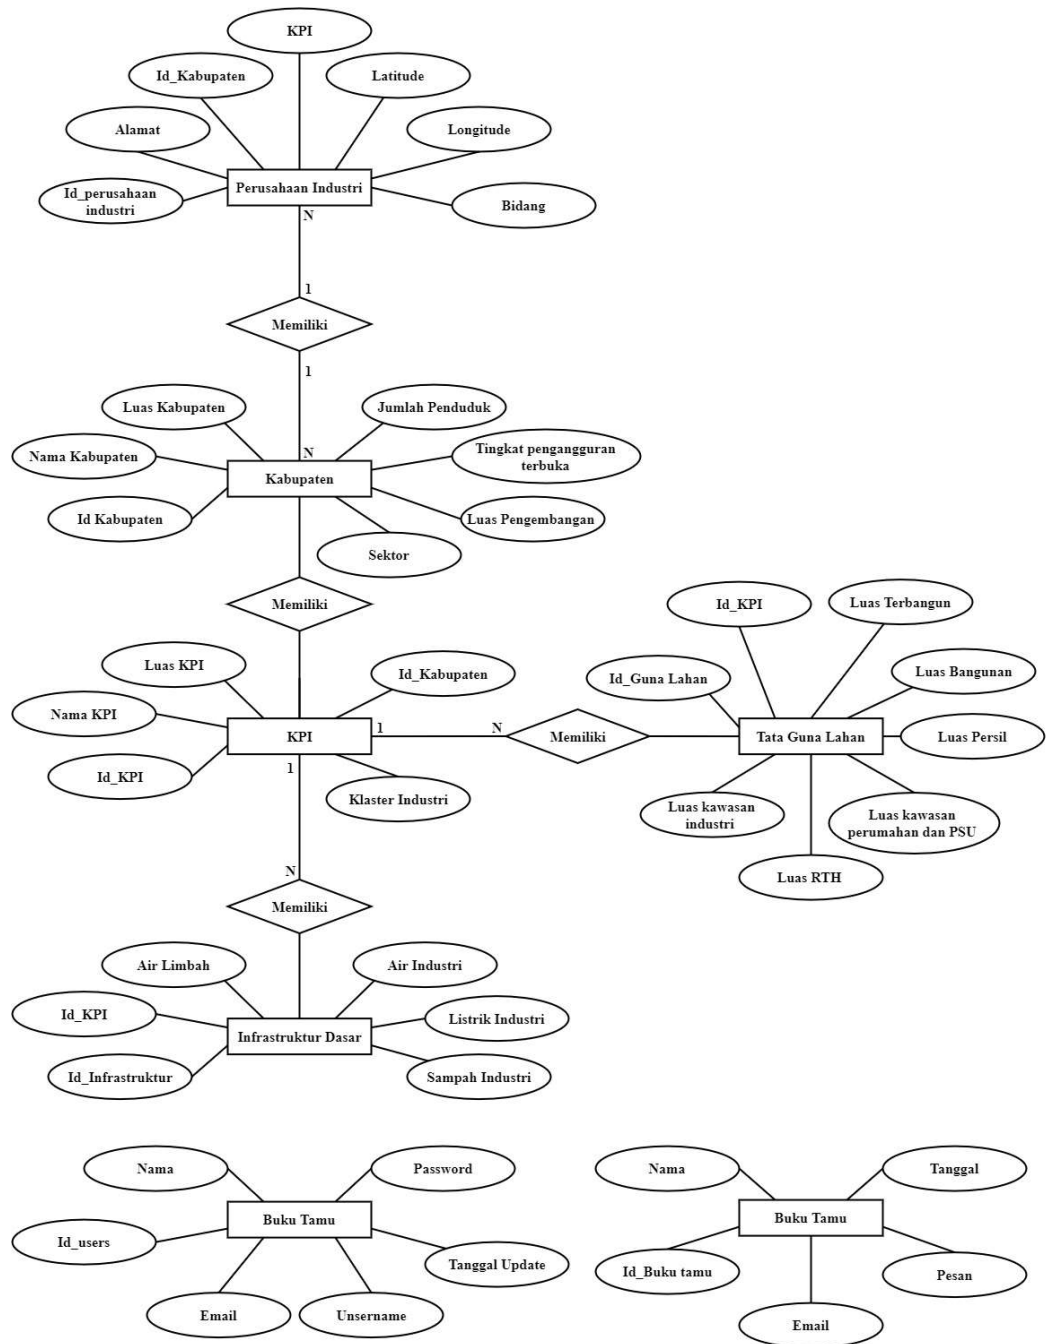 KPI
Id_Kabupaten
Latitude
Alamat
Longitude
Id_perusahaan
industri
Perusahaan Industri
Bidang
N
1
Memiliki
1
Luas Kabupaten
Jumlah Penduduk
Nama Kabupaten
N
Tingkat pengangguran
terbuka
Kabupaten
Id Kabupaten
Luas Pengembangan
Sektor
Memiliki
Id_KPI
Luas Terbangun
Luas KPI
Id_Kabupaten
Id_Guna Lahan
Luas Bangunan
Nama KPI
KPI
1
N
Memiliki
Tata Guna Lahan
Luas Persil
Id_KPI
1
Klaster Industri
Luas kawasan
industri
Luas kawasan
perumahan dan PSU
Luas RTH
N
Memiliki
Air Limbah
Air Industri
Id_KPI
Listrik Industri
Infrastruktur Dasar
Id_Infrastruktur
Sampah Industri
Nama
Password
Buku Tamu
Id_users
Tanggal Update
Email
Unsername
Nama
Tanggal
Buku Tamu
Id_Buku tamu
Pesan
Email